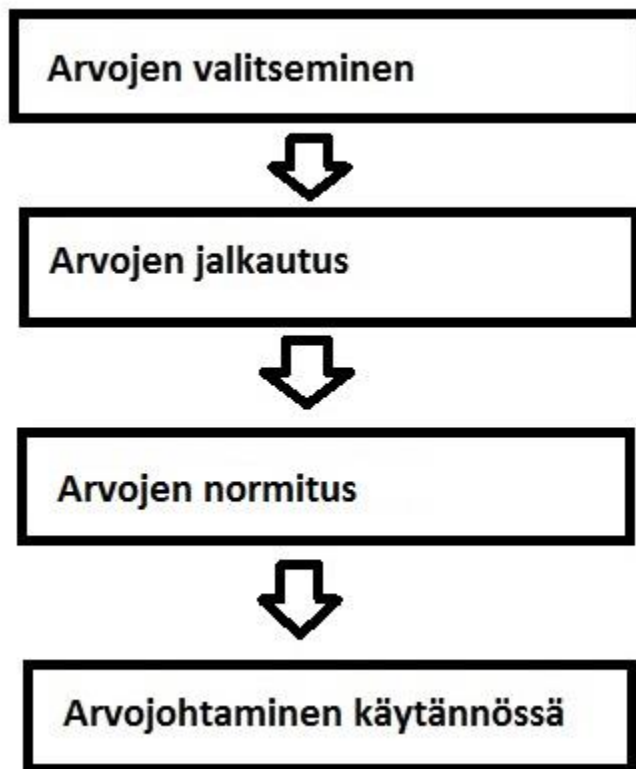 Arvojen valitseminen
Arvojen jalkautus
Arvojen normitus
Arvojohtaminen käytännössä